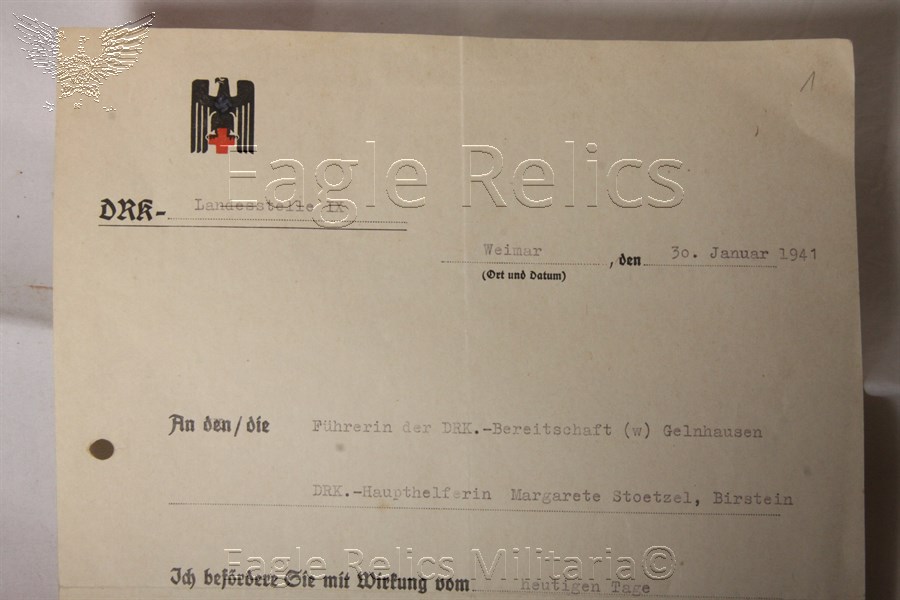 1
Eagle Relics
DRK- Landesstelle IX
Weimar, den 30. Januar 1941
(Ort und Datum)
An den/die Führerin der DRK.-Bereitschaft (w) Gelnhausen
DRK.-Haupthelferin Margarete Stoetzel, Birstein
Eagle Relics Militaria©
Ich befördere Sie mit Wirkung vom heutigen Tage